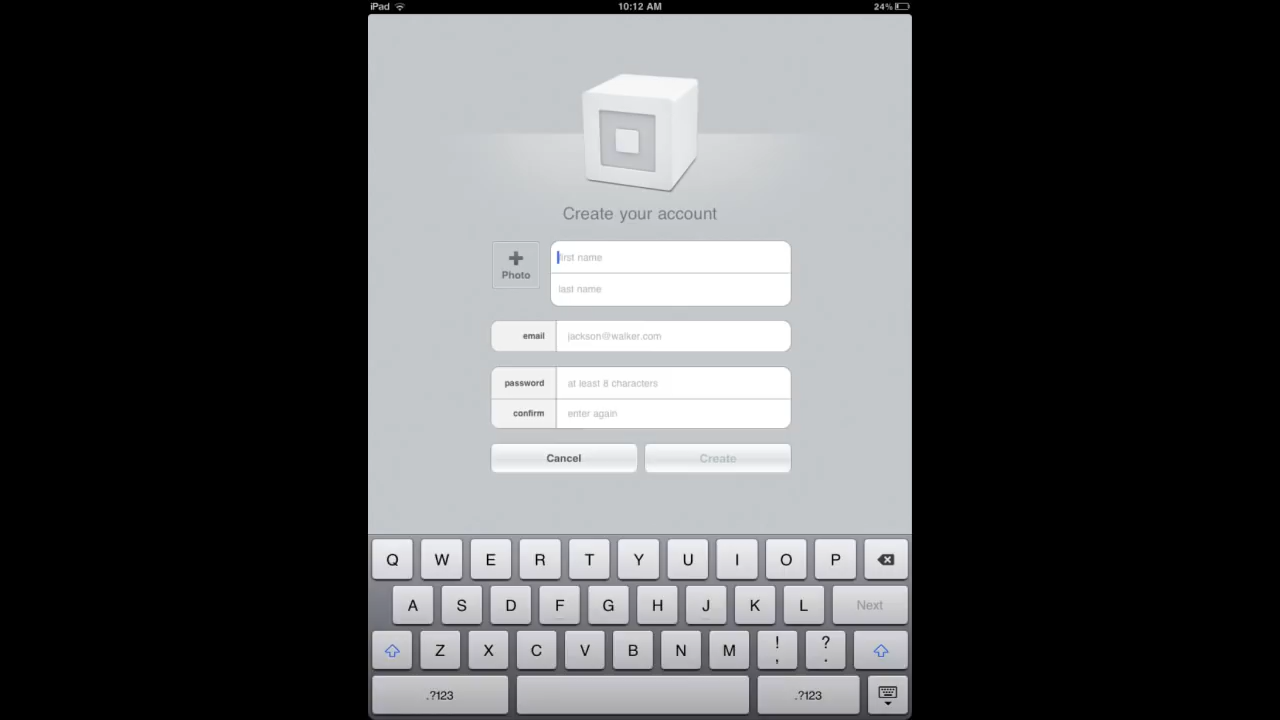 iPad 10:12 AM 24%
Create your account
Photo
first name
last name
email jackson@walker.com
password at least 8 characters
confirm enter again
Cancel Create
Q W E R T Y U I O P
A S D F G H J K L Next
Z X C V B N M ! , ? .
.?123 .?123